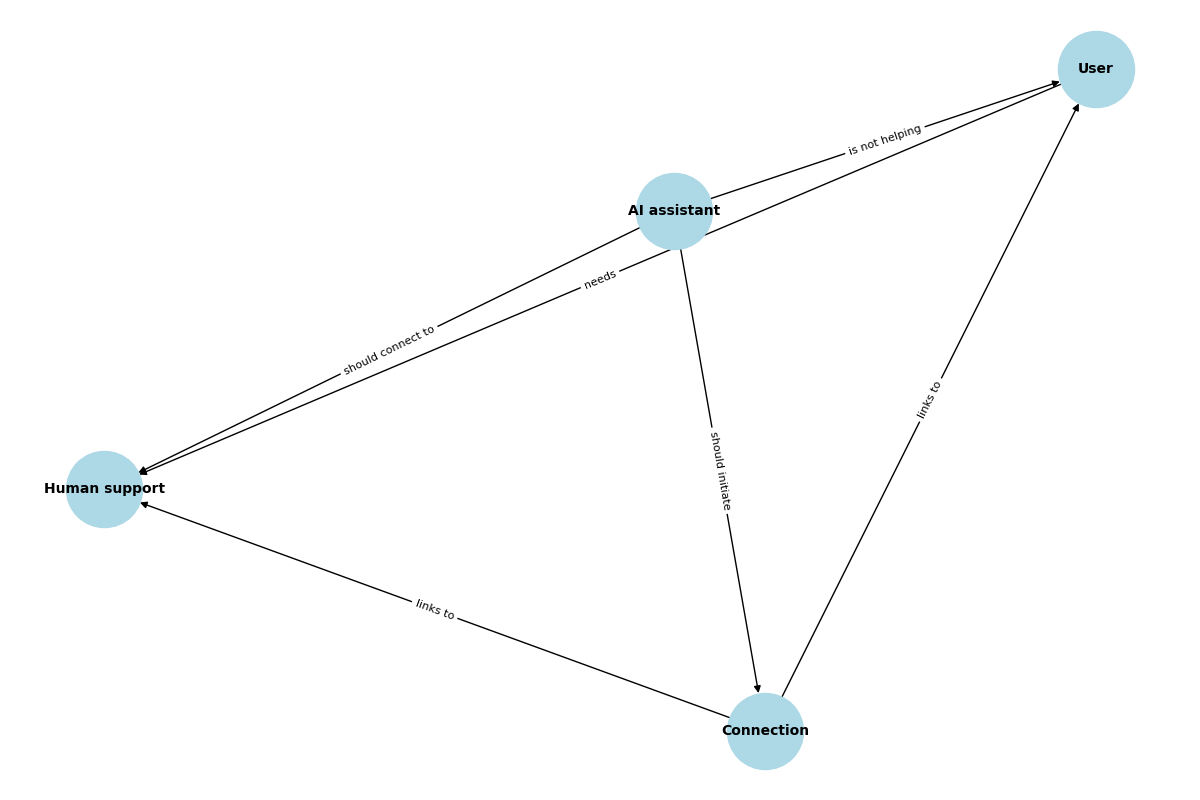 User
is not helping
AI assistant
needs
should connect to
links to
should initiate
Human support
links to
Connection